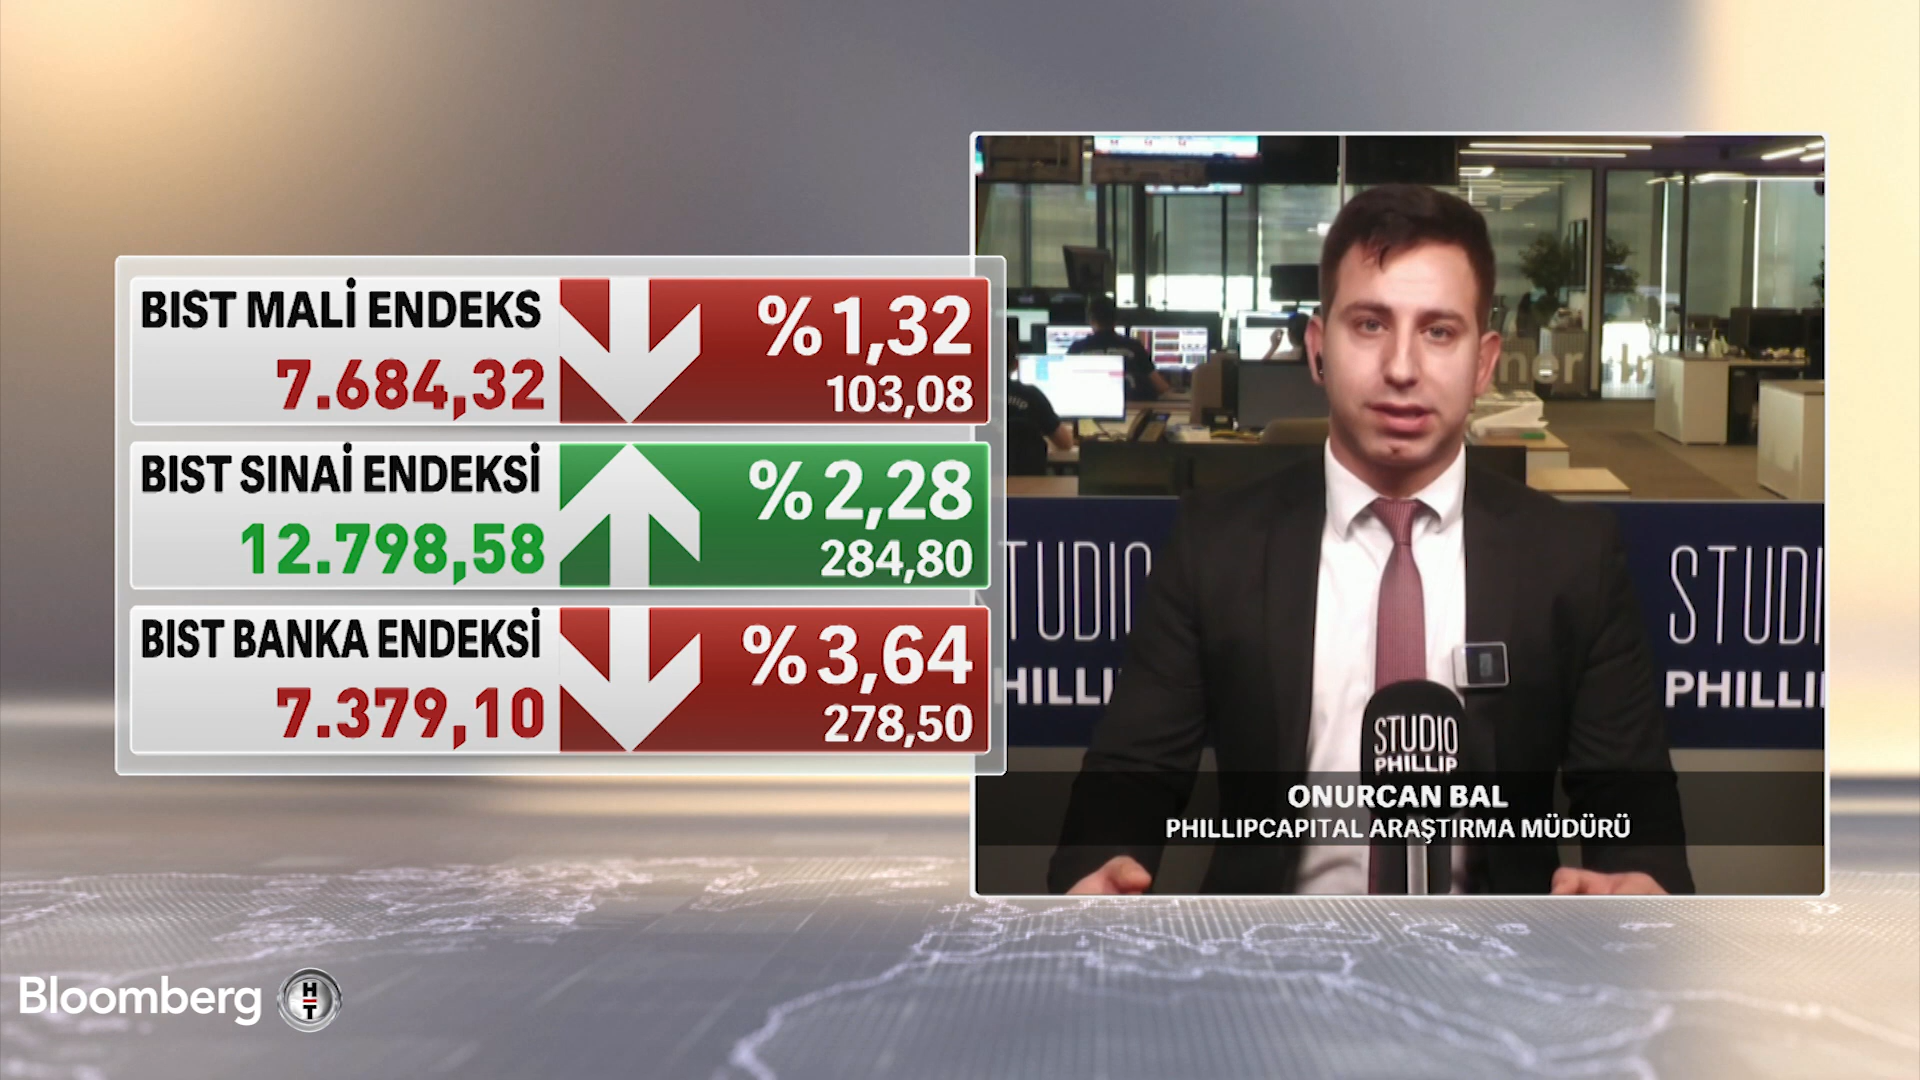 BIST MALİ ENDEKS
7.684,32
%1,32
103,08
BIST SINAİ ENDEKSİ
12.798,58
%2,28
284,80
BIST BANKA ENDEKSİ
7.379,10
%3,64
278,50
STUDIO
PHILLIP
ONURCAN BAL
PHILLIPCAPITAL ARAŞTIRMA MÜDÜRÜ
Bloomberg
HT